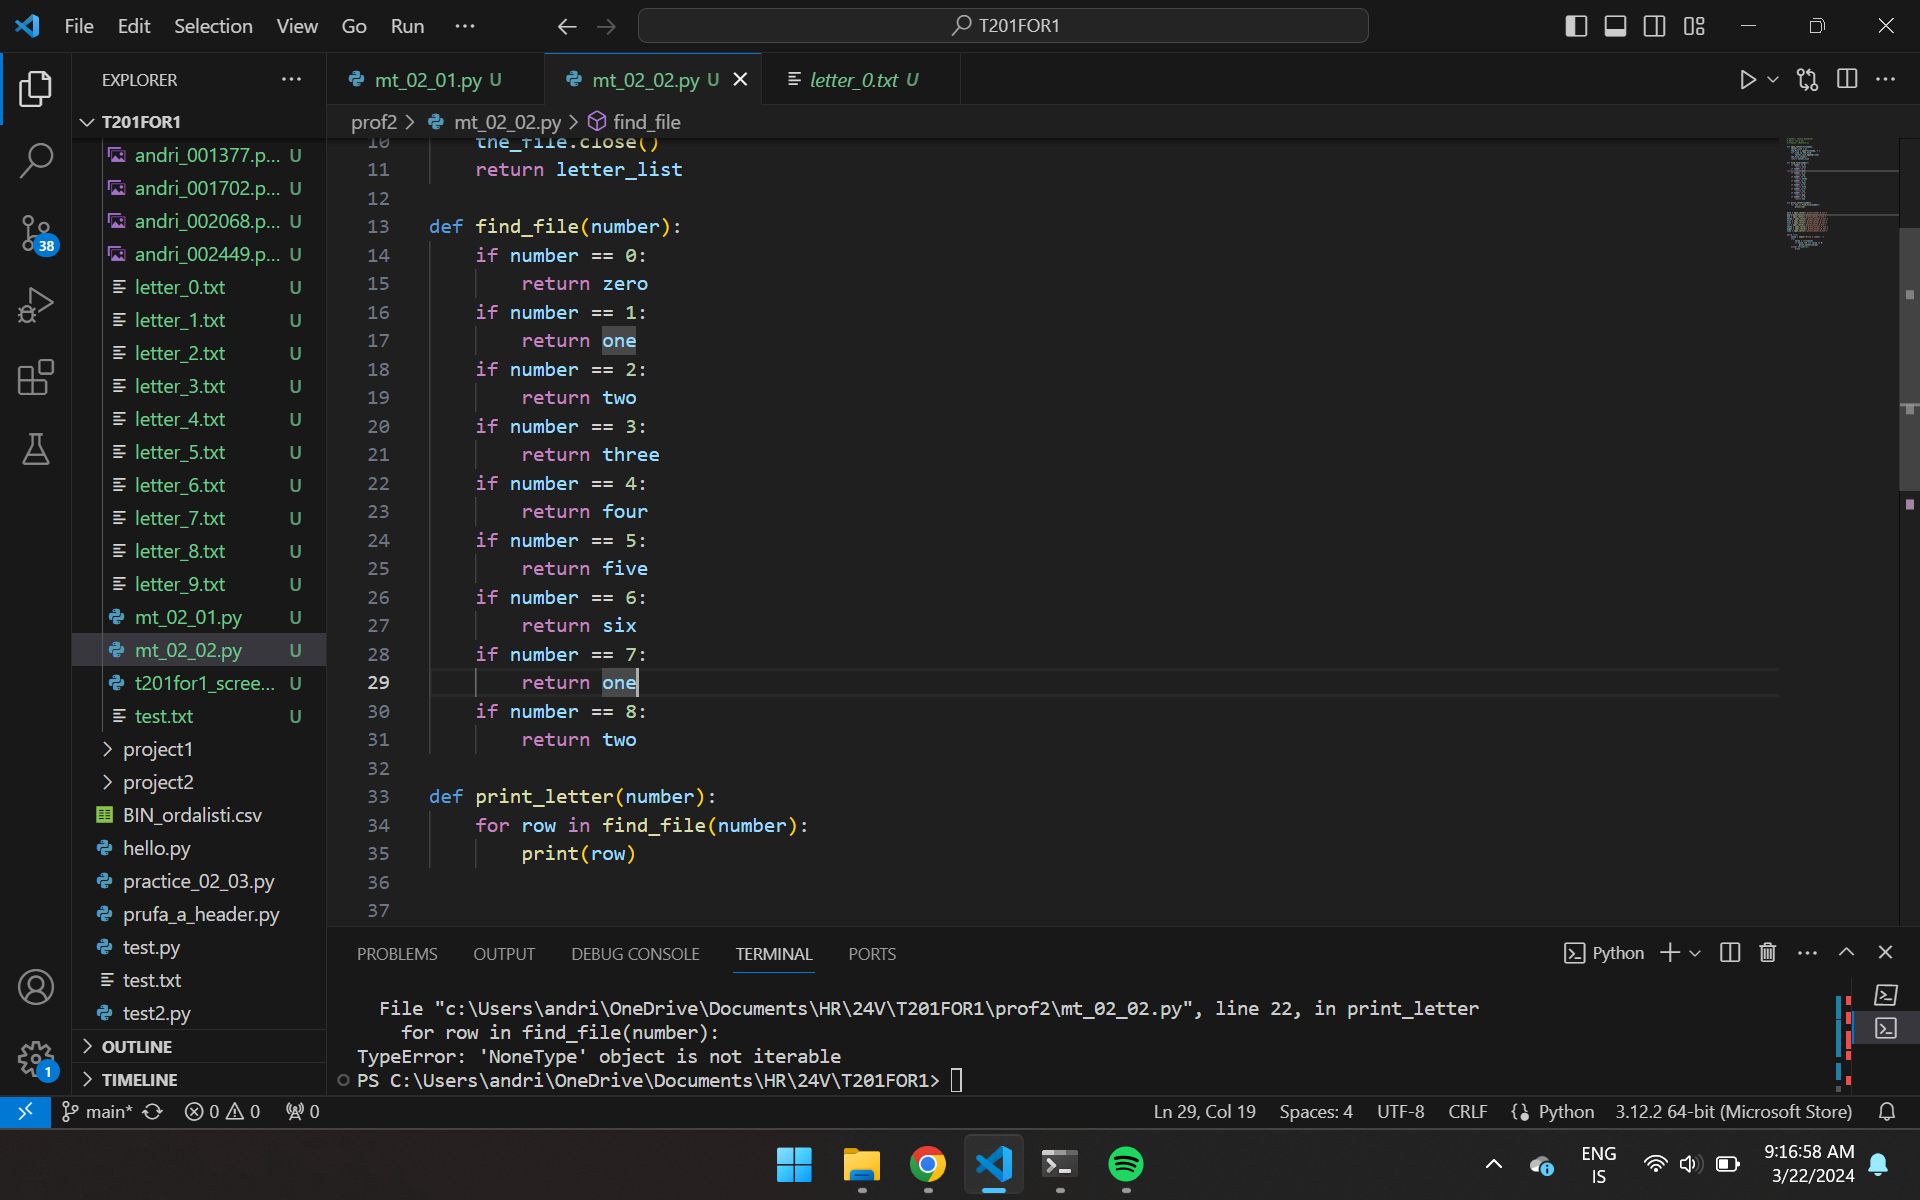 File Edit Selection View Go Run ··· T201FOR1
EXPLORER
T201FOR1
andri_001377.p... U
andri_001702.p... U
andri_002068.p... U
andri_002449.p... U
letter_0.txt U
letter_1.txt U
letter_2.txt U
letter_3.txt U
letter_4.txt U
letter_5.txt U
letter_6.txt U
letter_7.txt U
letter_8.txt U
letter_9.txt U
mt_02_01.py U
mt_02_02.py U
t201for1_scree... U
test.txt U
project1
project2
BIN_ordalisti.csv
hello.py
practice_02_03.py
prufa_a_header.py
test.py
test.txt
test2.py
OUTLINE
TIMELINE
38
1
mt_02_01.py U mt_02_02.py U letter_0.txt U
prof2 > mt_02_02.py > find_file
10 the_file.close()
11 return letter_list
12
13 def find_file(number):
14 if number == 0:
15 return zero
16 if number == 1:
17 return one
18 if number == 2:
19 return two
20 if number == 3:
21 return three
22 if number == 4:
23 return four
24 if number == 5:
25 return five
26 if number == 6:
27 return six
28 if number == 7:
29 return one
30 if number == 8:
31 return two
32
33 def print_letter(number):
34 for row in find_file(number):
35 print(row)
36
37
PROBLEMS OUTPUT DEBUG CONSOLE TERMINAL PORTS Python
File "c:\Users\andri\OneDrive\Documents\HR\24V\T201FOR1\prof2\mt_02_02.py", line 22, in print_letter
for row in find_file(number):
TypeError: 'NoneType' object is not iterable
PS C:\Users\andri\OneDrive\Documents\HR\24V\T201FOR1>
main* 0 0 0 Ln 29, Col 19 Spaces: 4 UTF-8 CRLF Python 3.12.2 64-bit (Microsoft Store)
ENG
IS
9:16:58 AM
3/22/2024